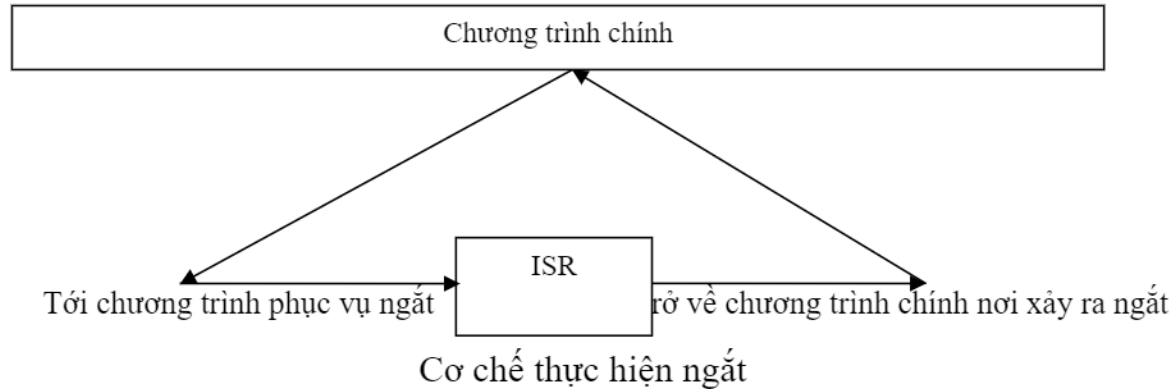 Chương trình chính
ISR
Tới chương trình phục vụ ngắt
rở về chương trình chính nơi xảy ra ngắt
Cơ chế thực hiện ngắt